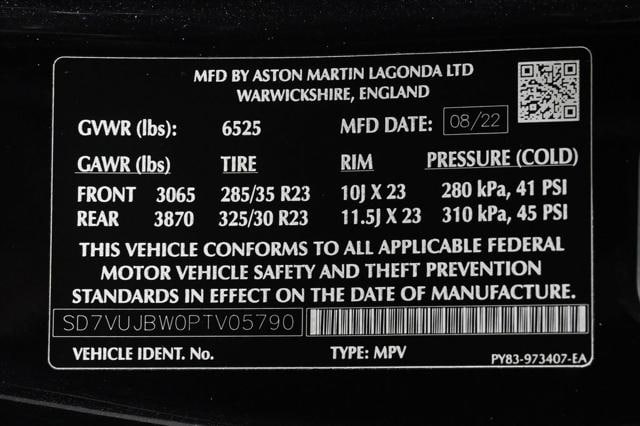 MFD BY ASTON MARTIN LAGONDA LTD
WARWICKSHIRE, ENGLAND
GVWR (lbs): 6525 MFD DATE: 08/22
GAWR (lbs) TIRE RIM PRESSURE (COLD)
FRONT 3065 285/35 R23 10J X 23 280 kPa, 41 PSI
REAR 3870 325/30 R23 11.5J X 23 310 kPa, 45 PSI
THIS VEHICLE CONFORMS TO ALL APPLICABLE FEDERAL
MOTOR VEHICLE SAFETY AND THEFT PREVENTION
STANDARDS IN EFFECT ON THE DATE OF MANUFACTURE.
SD7VUJBW0PTV05790
VEHICLE IDENT. No. TYPE: MPV PY83-973407-EA